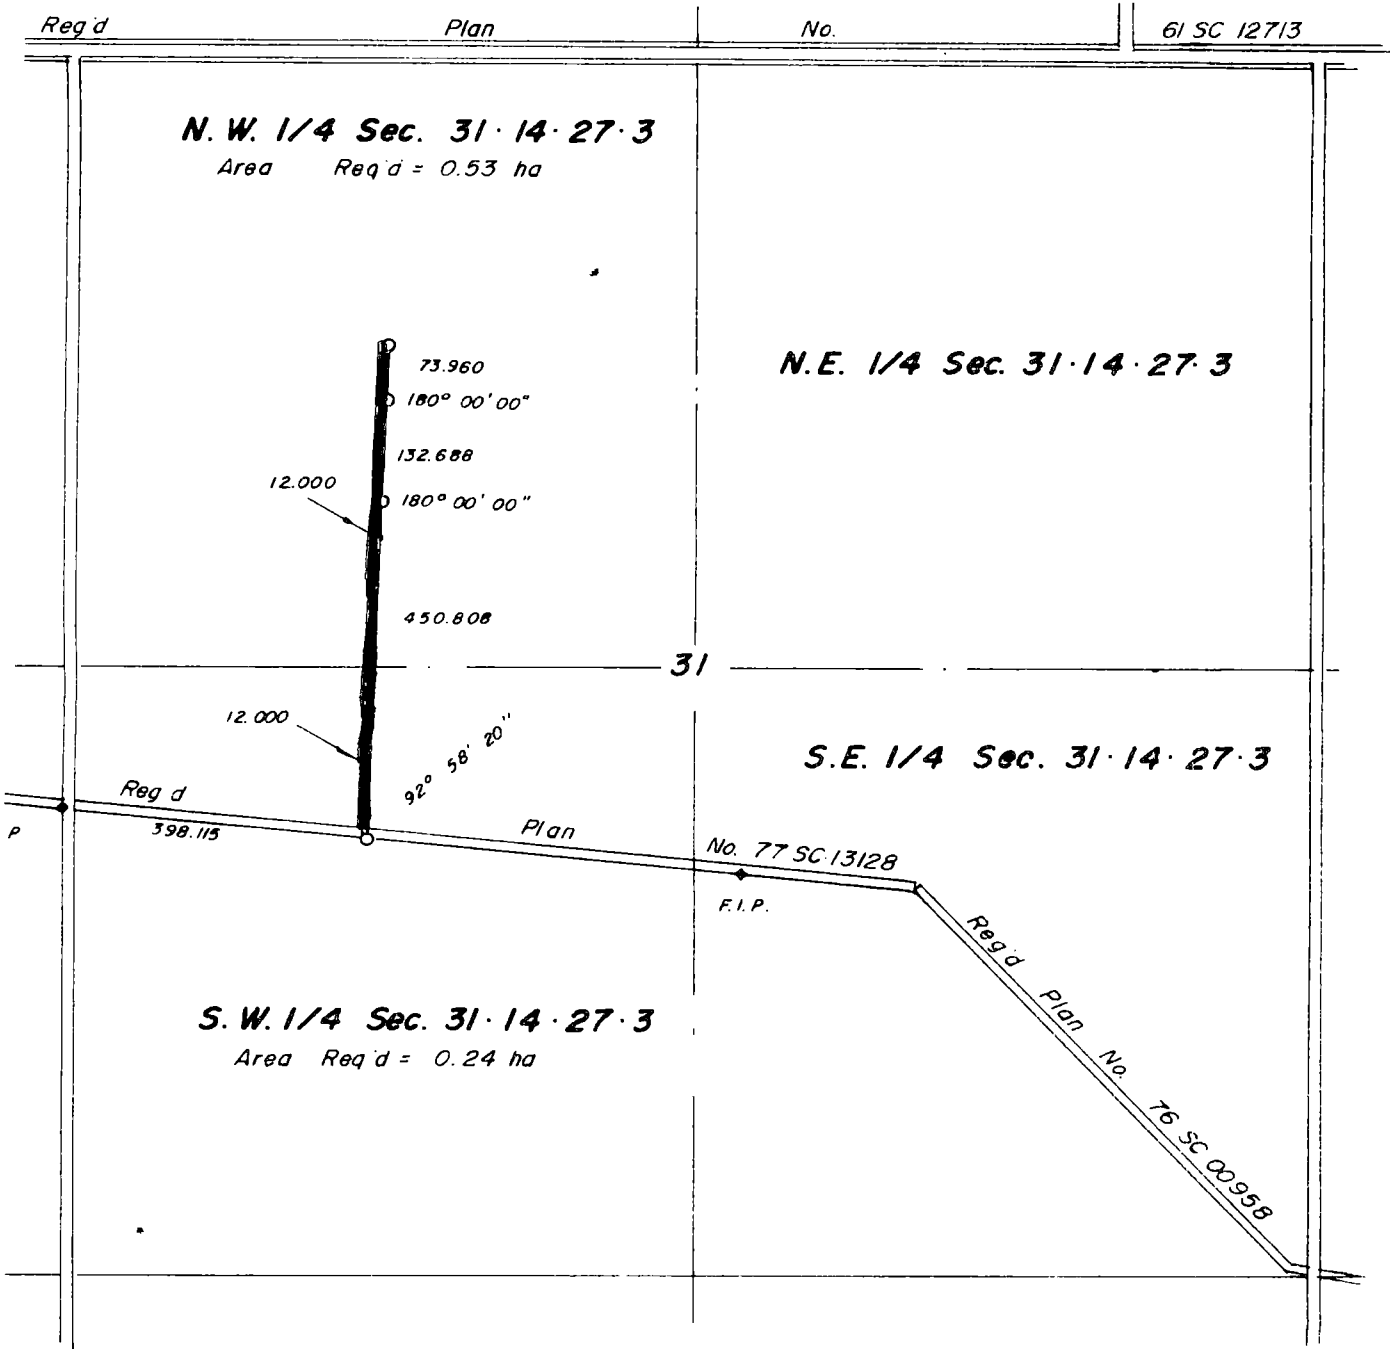 Reg'd Plan No. 61 SC 12713
N. W. 1/4 Sec. 31·14·27·3
Area Req'd = 0.53 ha
N.E. 1/4 Sec. 31·14·27·3
73.960
180° 00' 00"
132.688
12.000
180° 00' 00"
450.808
31
12.000
92° 58' 20"
S.E. 1/4 Sec. 31·14·27·3
Reg'd Plan No. 77 SC 13128
P
398.115
F.I.P.
Reg'd Plan No. 76 SC 00958
S. W. 1/4 Sec. 31·14·27·3
Area Req'd = 0.24 ha